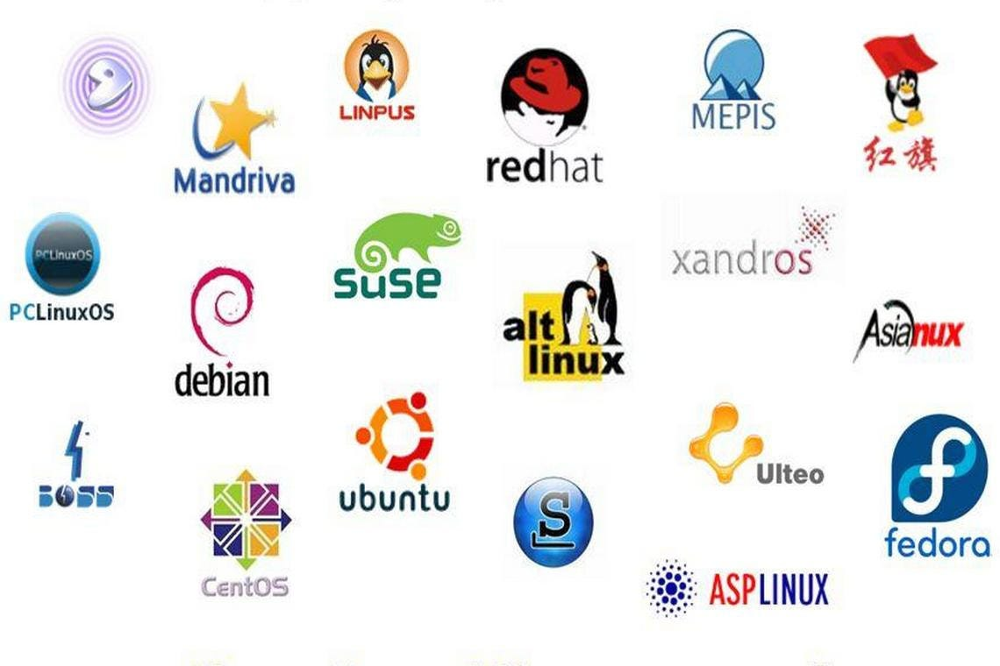 LINPUS
Mandriva
redhat
MEPIS
红旗
PCLinuxOS
PCLinuxOS
debian
suse
alt
linux
xandros
Asianux
BOSS
CentOS
ubuntu
S
Ulteo
fedora
ASPLINUX